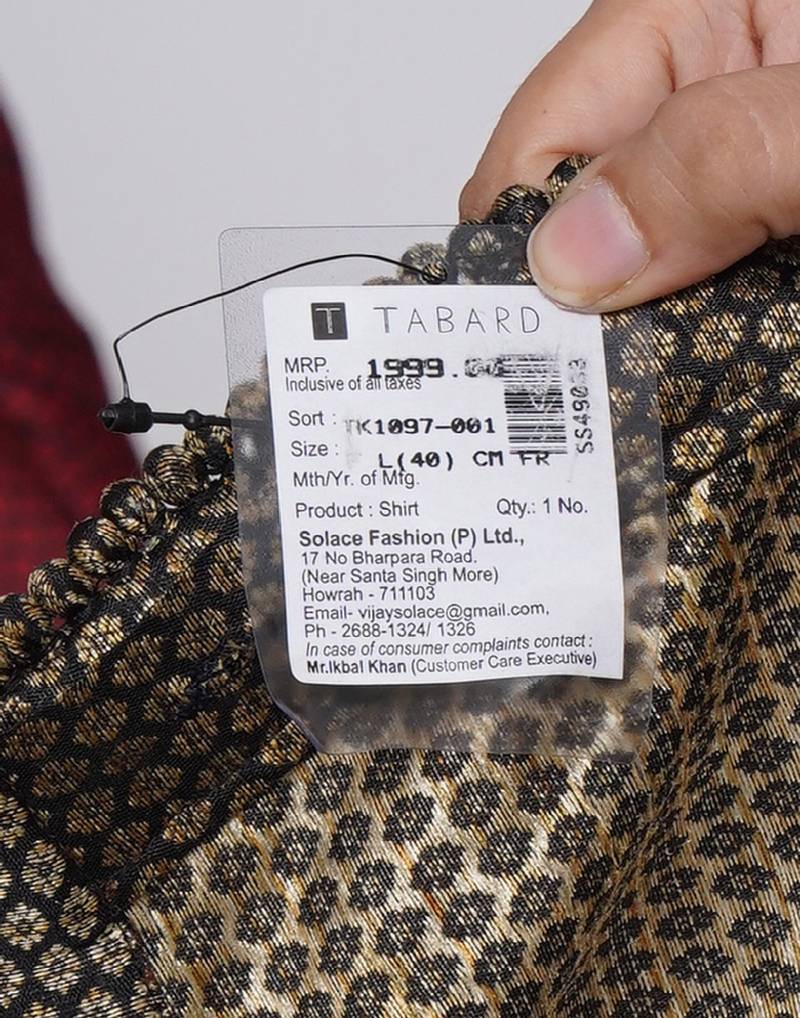 T TABARD
MRP. 1999.00
Inclusive of all taxes
Sort : TK1097-001
Size : L(40) CM FR
Mth/Yr. of Mfg.
Product : Shirt Qty.: 1 No.
Solace Fashion (P) Ltd.,
17 No Bharpara Road.
(Near Santa Singh More)
Howrah - 711103
Email- vijaysolace@gmail.com,
Ph - 2688-1324/ 1326
In case of consumer complaints contact :
Mr.Ikbal Khan (Customer Care Executive)